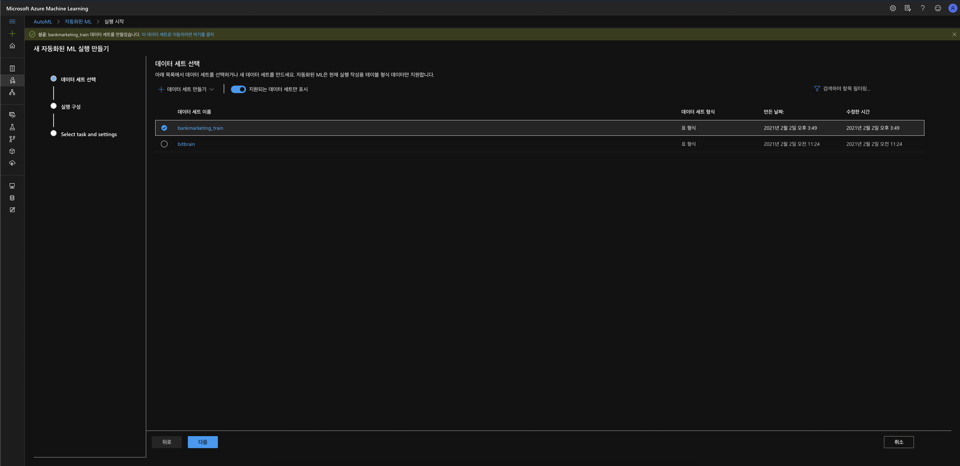 Microsoft Azure Machine Learning
AutoML > 자동화된 ML > 실행 시작
성공: bankmarketing_train 데이터 세트를 만들었습니다. 이 데이터 세트로 이동하려면 여기를 클릭
새 자동화된 ML 실행 만들기
데이터 세트 선택
실행 구성
Select task and settings
데이터 세트 선택
아래 목록에서 데이터 세트를 선택하거나 새 데이터 세트를 만드세요. 자동화된 ML은 현재 실행 작성용 테이블 형식 데이터만 지원합니다.
데이터 세트 만들기
지원되는 데이터 세트만 표시
검색하여 항목 필터링...
데이터 세트 이름 데이터 세트 형식 만든 날짜: 수정한 시간
bankmarketing_train 표 형식 2021년 2월 2일 오후 3:49 2021년 2월 2일 오후 3:49
표 형식 2021년 2월 2일 오전 11:24 2021년 2월 2일 오전 11:24
뒤로 다음 취소